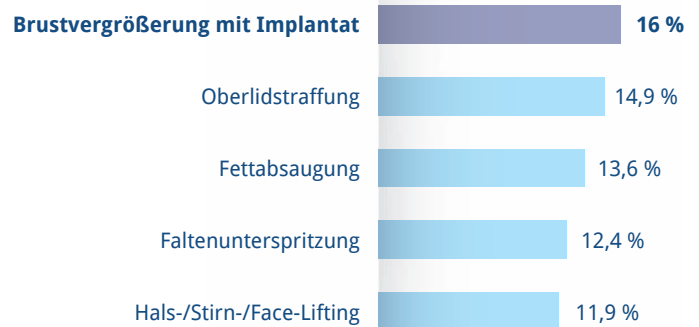 Brustvergrößerung mit Implantat 16 %
Oberlidstraffung 14,9 %
Fettabsaugung 13,6 %
Faltenunterspritzung 12,4 %
Hals-/Stirn-/Face-Lifting 11,9 %